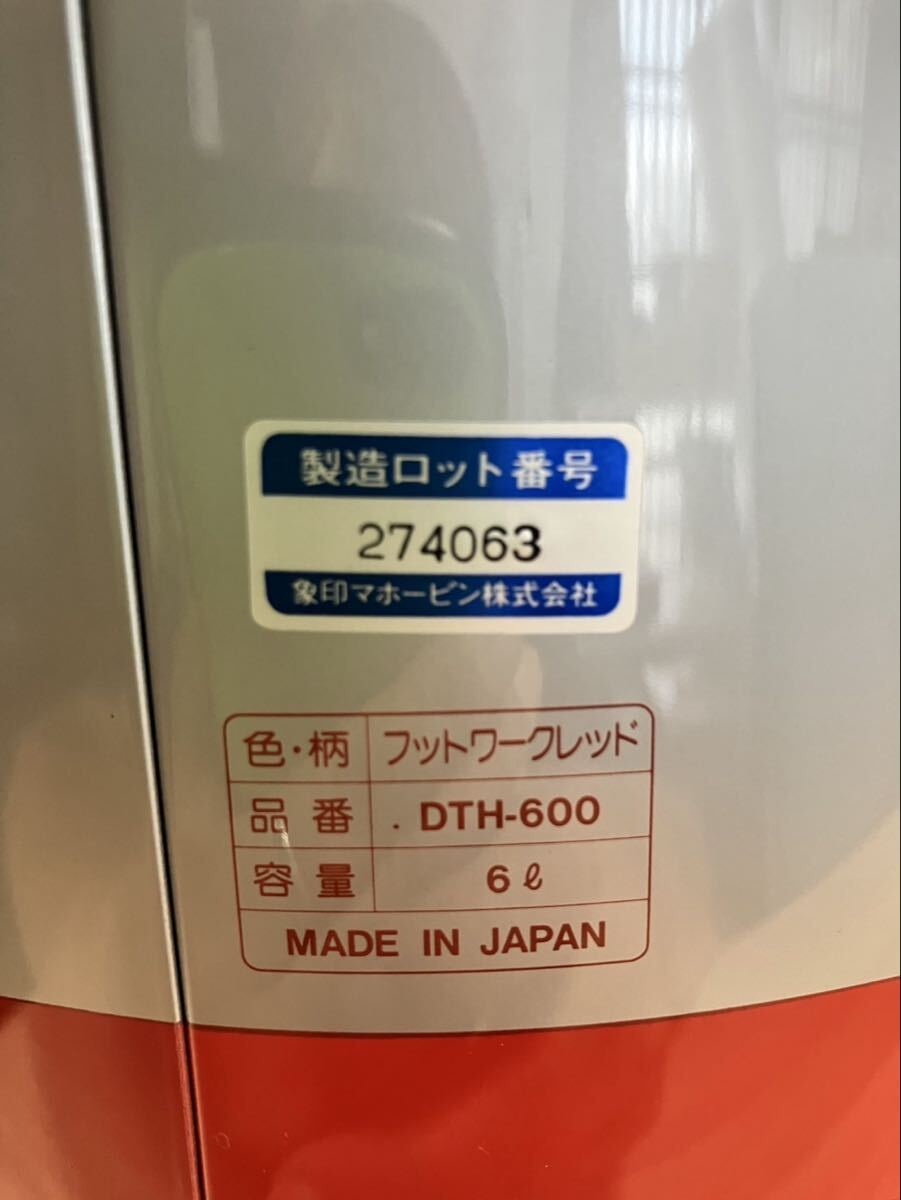 製造ロット番号
274063
象印マホービン株式会社
色・柄 フットワークレッド
品番 . DTH-600
容量 6ℓ
MADE IN JAPAN